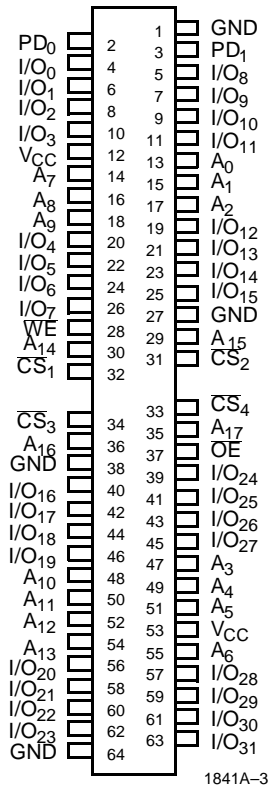 1 GND
PD0 2
3 PD1
I/O0 4
5 I/O8
I/O1 6
7 I/O9
I/O2 8
9 I/O10
I/O3 10
11 I/O11
VCC 12
13 A0
A7 14
15 A1
A8 16
17 A2
A9 18
19 I/O12
I/O4 20
21 I/O13
I/O5 22
23 I/O14
I/O6 24
25 I/O15
I/O7 26
27 GND
W̅E̅ 28
29 A15
A14 30
31 C̅S̅2
C̅S̅1 32
33 C̅S̅4
C̅S̅3 34
35 A17
A16 36
37 O̅E̅
GND 38
39 I/O24
I/O16 40
41 I/O25
I/O17 42
43 I/O26
I/O18 44
45 I/O27
I/O19 46
47 A3
A10 48
49 A4
A11 50
51 A5
A12 52
53 VCC
A13 54
55 A6
I/O20 56
57 I/O28
I/O21 58
59 I/O29
I/O22 60
61 I/O30
I/O23 62
63 I/O31
GND 64
1841A–3